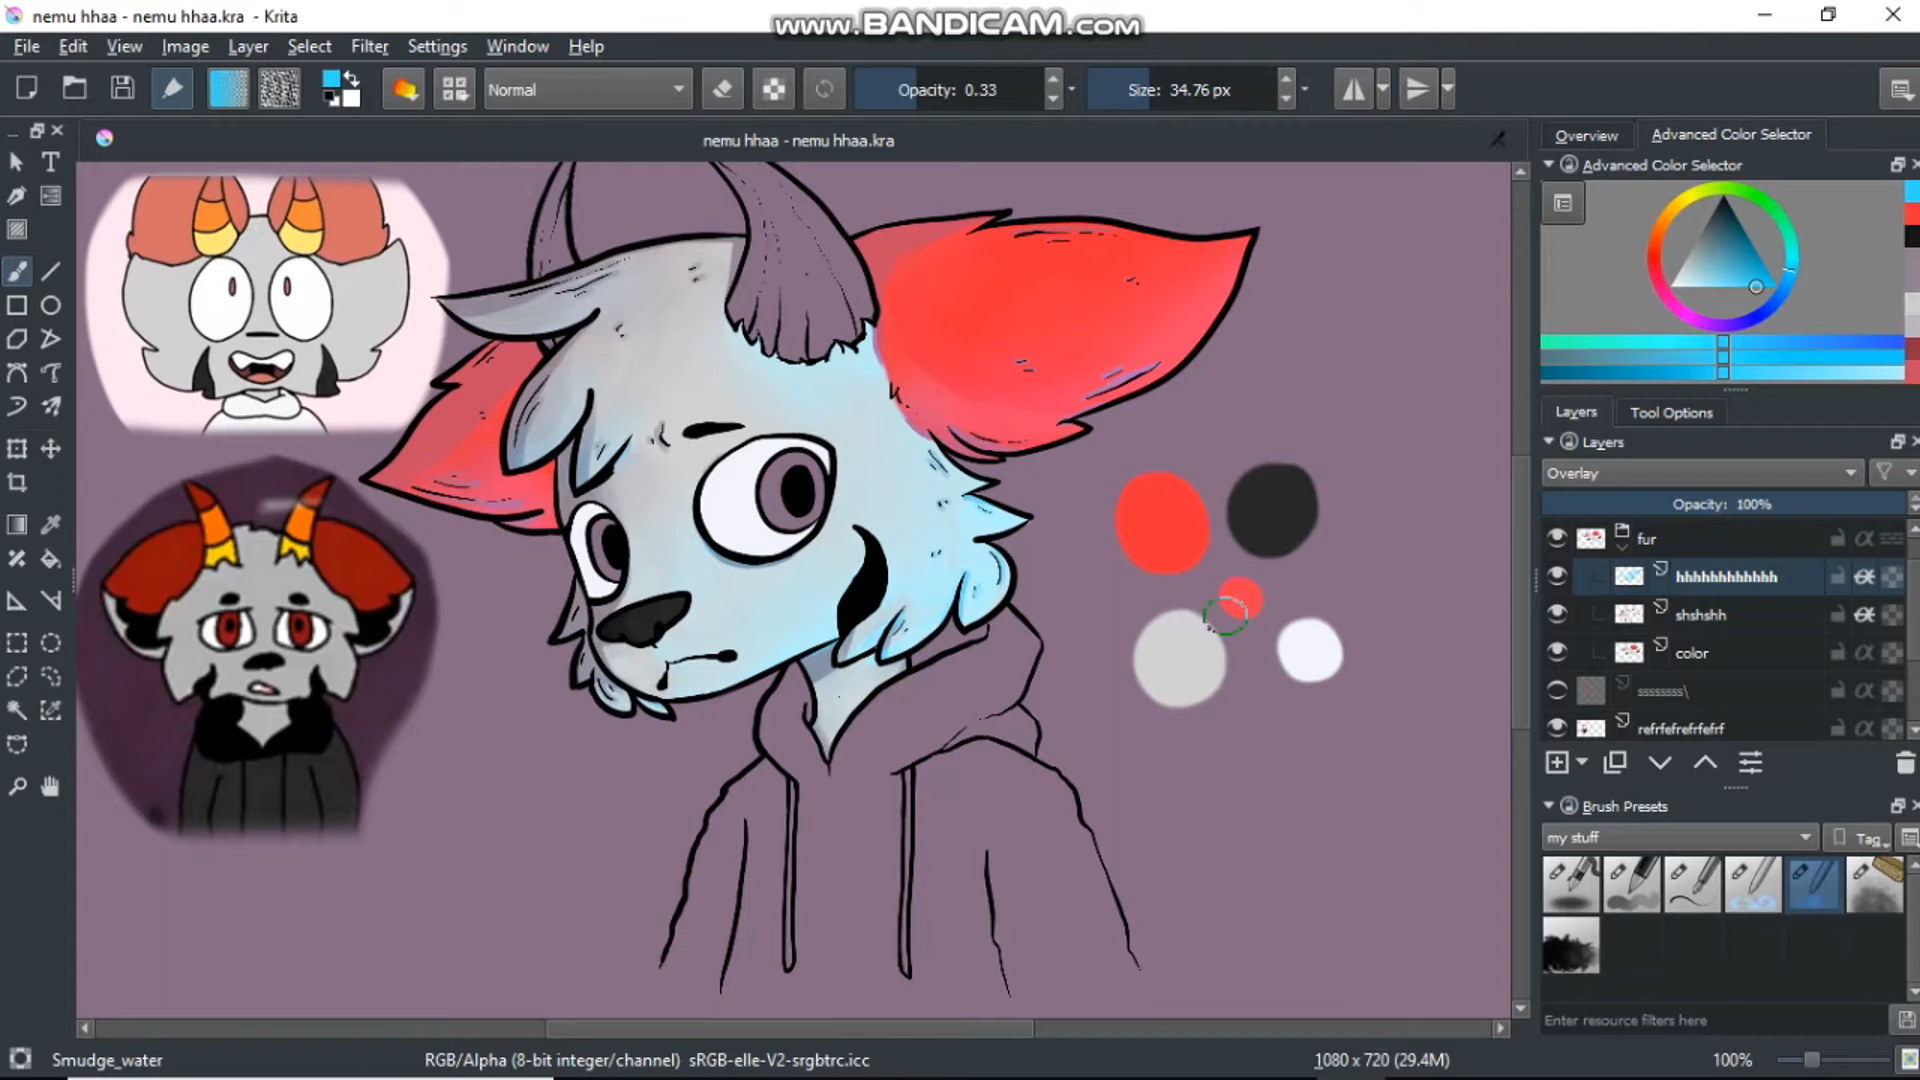 nemu hhaa - nemu hhaa.kra - Krita
www.BANDICAM.com
File Edit View Image Layer Select Filter Settings Window Help
Normal
Opacity: 0.33
Size: 34.76 px
nemu hhaa - nemu hhaa.kra
Overview
Advanced Color Selector
Advanced Color Selector
Layers
Tool Options
Layers
Overlay
Opacity: 100%
fur
hhhhhhhhhhhh
shshshh
color
ssssssss\
refrfefrefrfefrf
Brush Presets
my stuff
Tag
Enter resource filters here
Smudge_water
RGB/Alpha (8-bit integer/channel) sRGB-elle-V2-srgbtrc.icc
1080 x 720 (29.4M)
100%